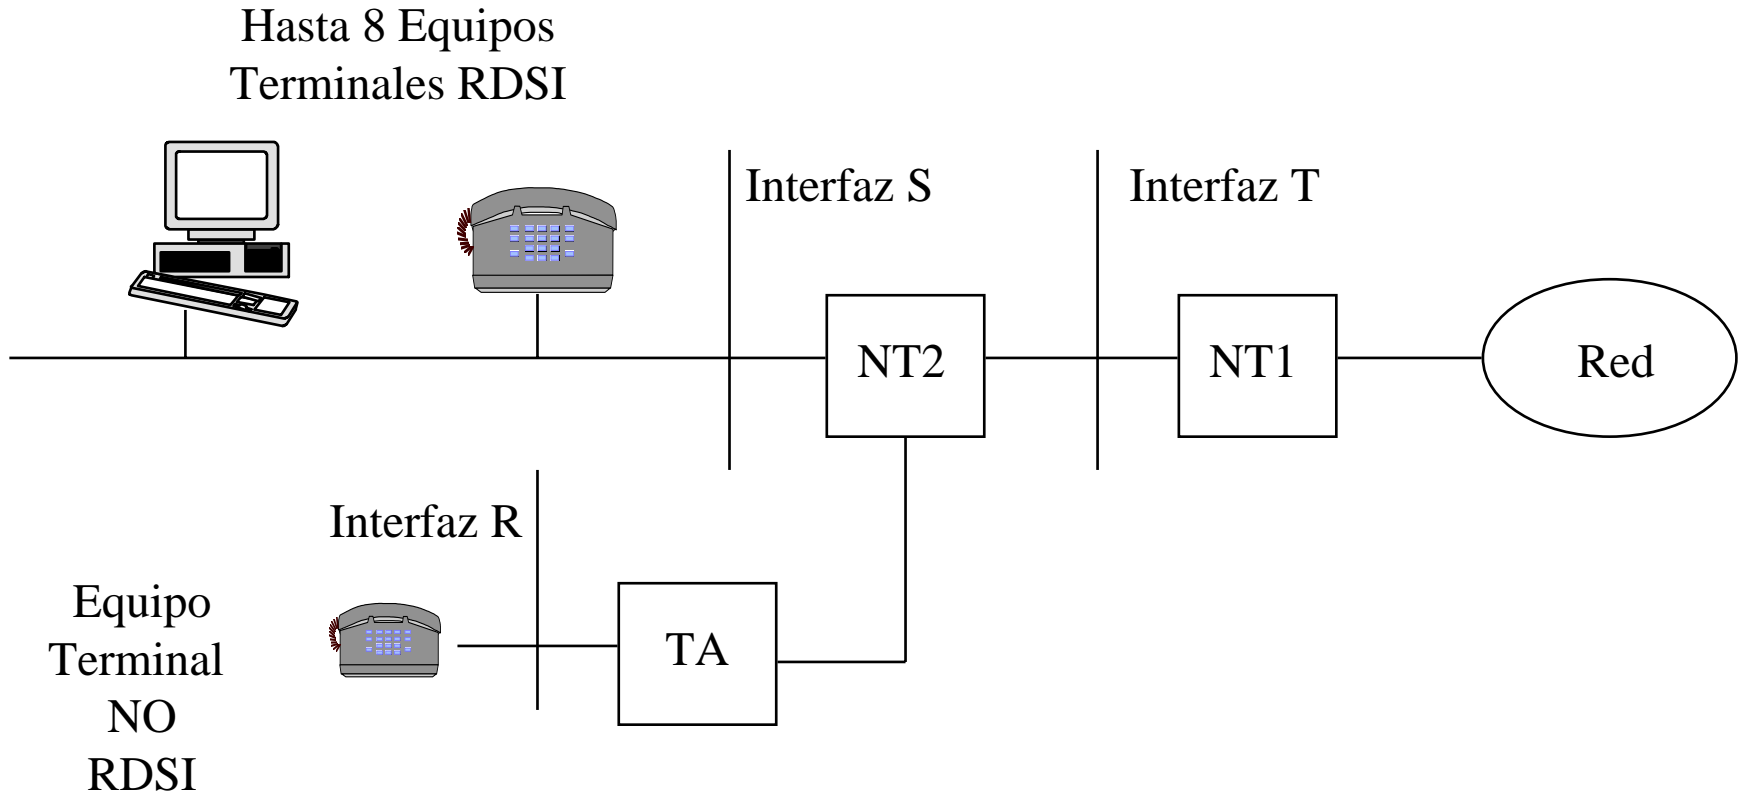 Hasta 8 Equipos
Terminales RDSI
Interfaz S
Interfaz T
NT2
NT1
Red
Interfaz R
TA
Equipo
Terminal
NO
RDSI